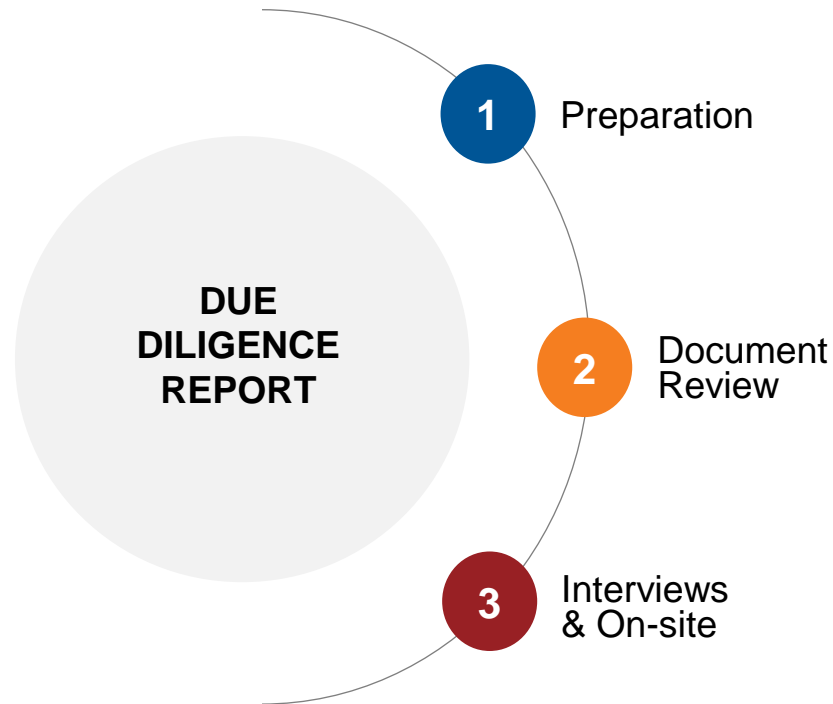 DUE
DILIGENCE
REPORT
1
Preparation
2
Document
Review
3
Interviews
& On-site